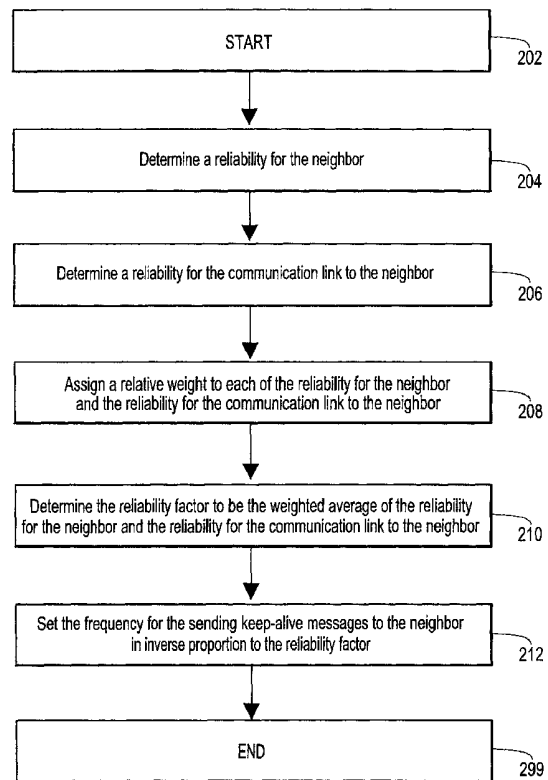 START
202
Determine a reliability for the neighbor
204
Determine a reliability for the communication link to the neighbor
206
Assign a relative weight to each of the reliability for the neighbor
and the reliability for the communication link to the neighbor
208
Determine the reliability factor to be the weighted average of the reliability
for the neighbor and the reliability for the communication link to the neighbor
210
Set the frequency for the sending keep-alive messages to the neighbor
in inverse proportion to the reliability factor
212
END
299